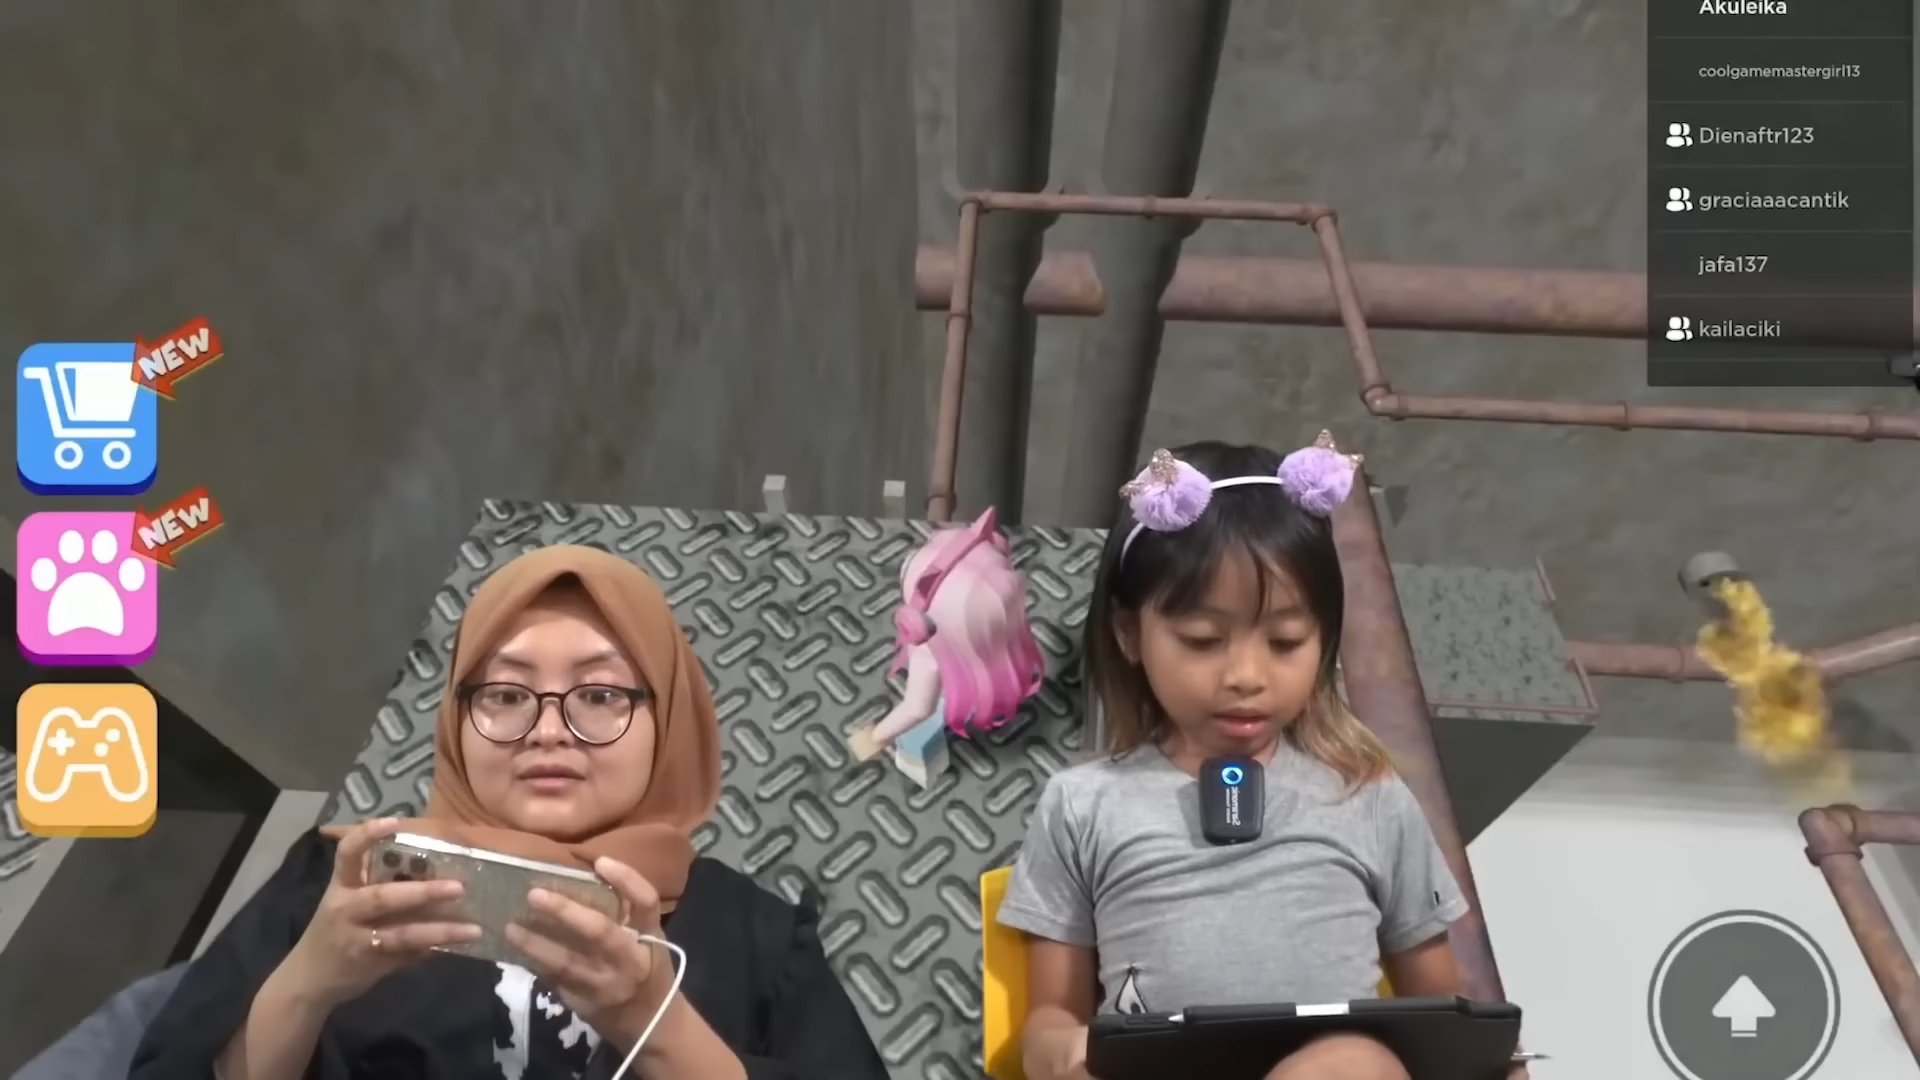 Akuleika
coolgamemastergirl13
Dienaftr123
graciaaacantik
jafa137
kailaciki
NEW
NEW